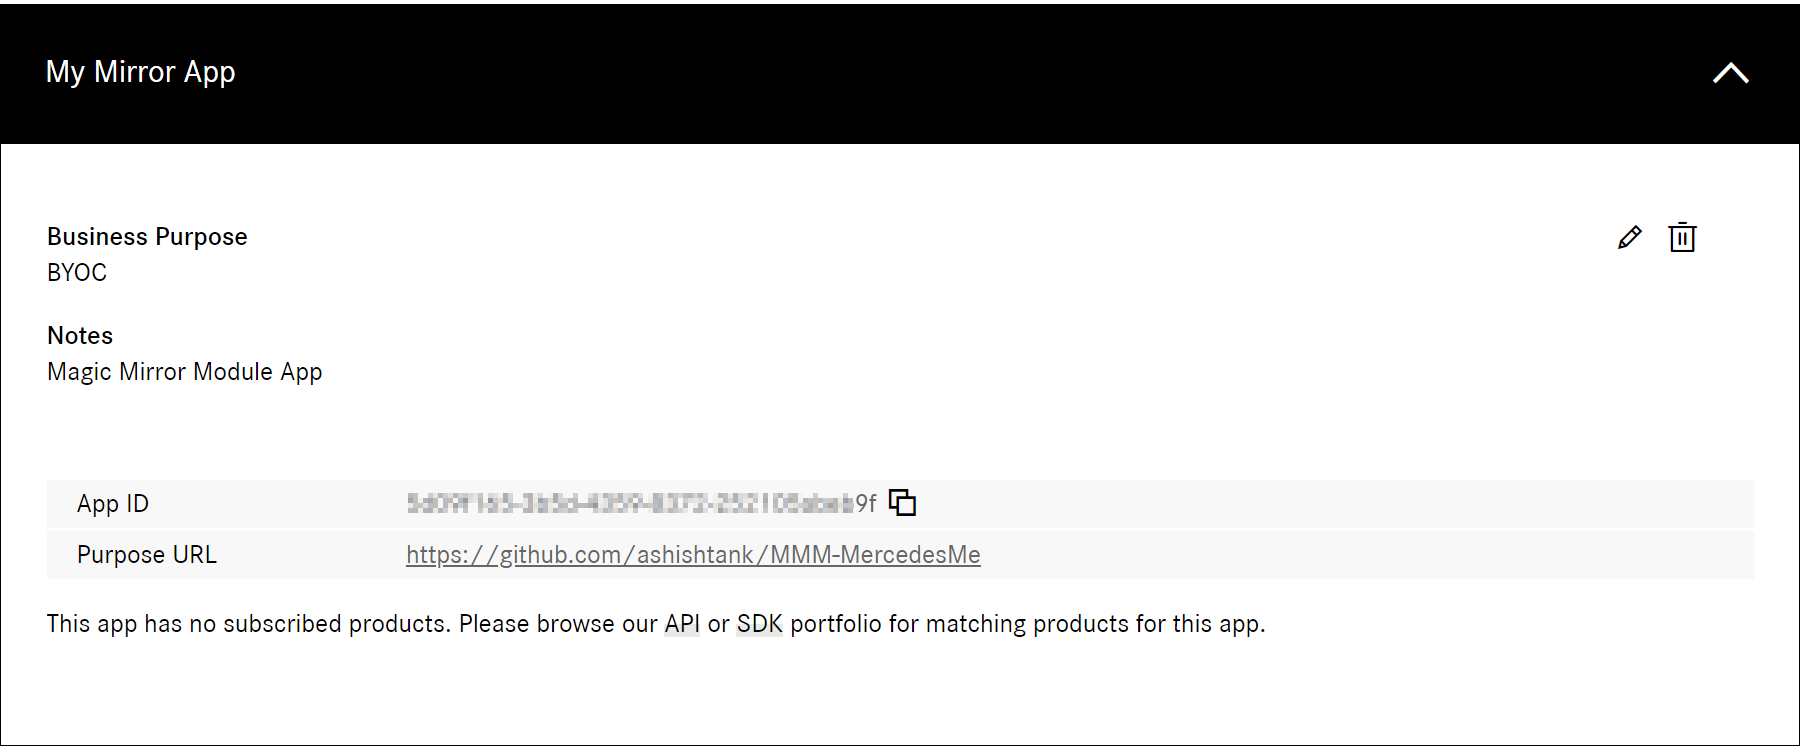 My Mirror App
Business Purpose
BYOC
Notes
Magic Mirror Module App
App ID 9f
Purpose URL https://github.com/ashishtank/MMM-MercedesMe
This app has no subscribed products. Please browse our API or SDK portfolio for matching products for this app.